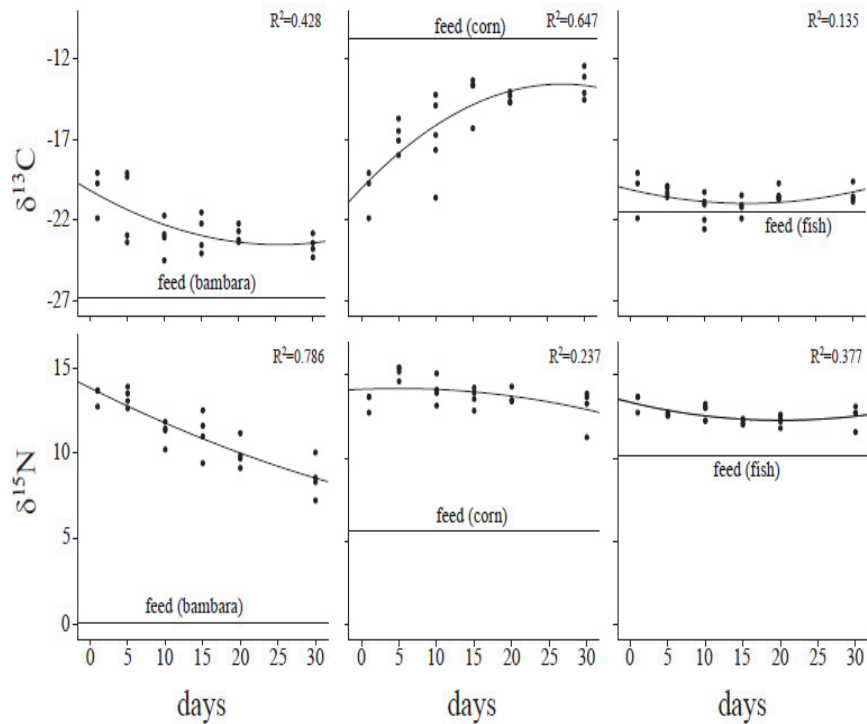 R²=0.428
feed (corn) R²=0.647
R²=0.135
-12
-17
-22
-27
δ¹³C
feed (bambara)
feed (fish)
R²=0.786
R²=0.237
R²=0.377
15
10
5
0
δ¹⁵N
feed (bambara)
feed (corn)
feed (fish)
0 5 10 15 20 25 30
0 5 10 15 20 25 30
0 5 10 15 20 25 30
days
days
days